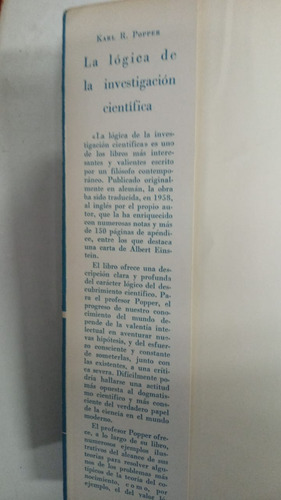 KARL R. POPPER
La lógica de
la investigación
científica
«La lógica de la inves-
tigación científica» es uno
de los libros más intere-
santes y valientes escrito
por un filósofo contempo-
ráneo. Publicado original-
mente en alemán, la obra
ha sido traducida, en 1958,
al inglés por el propio au-
tor, que la ha enriquecido
con numerosas notas y más
de 150 páginas de apéndi-
ce, entre los que destaca
una carta de Albert Eins-
tein.
El libro ofrece una des-
cripción clara y profunda
del carácter lógico del des-
cubrimiento científico. Pa-
ra el profesor Popper, el
progreso de nuestro cono-
cimiento del mundo de-
pende de la valentía inte-
lectual en aventurar nue-
vas hipótesis, y del esfuer-
zo consciente y constante
de someterlas, junto con
las existentes, a una críti-
ca severa. Difícilmente po-
dría hallarse una actitud
más opuesta al dogmatis-
mo científico y más cons-
ciente del verdadero papel
de la ciencia en el mundo
moderno.
El profesor Popper ofre-
ce, a lo largo de su libro,
numerosos ejemplos ilus-
trativos del alcance de sus
teorías para resolver algu-
nos de los problemas más
típicos de la teoría del co-
nocimiento, como, por
ejemplo, el del valor